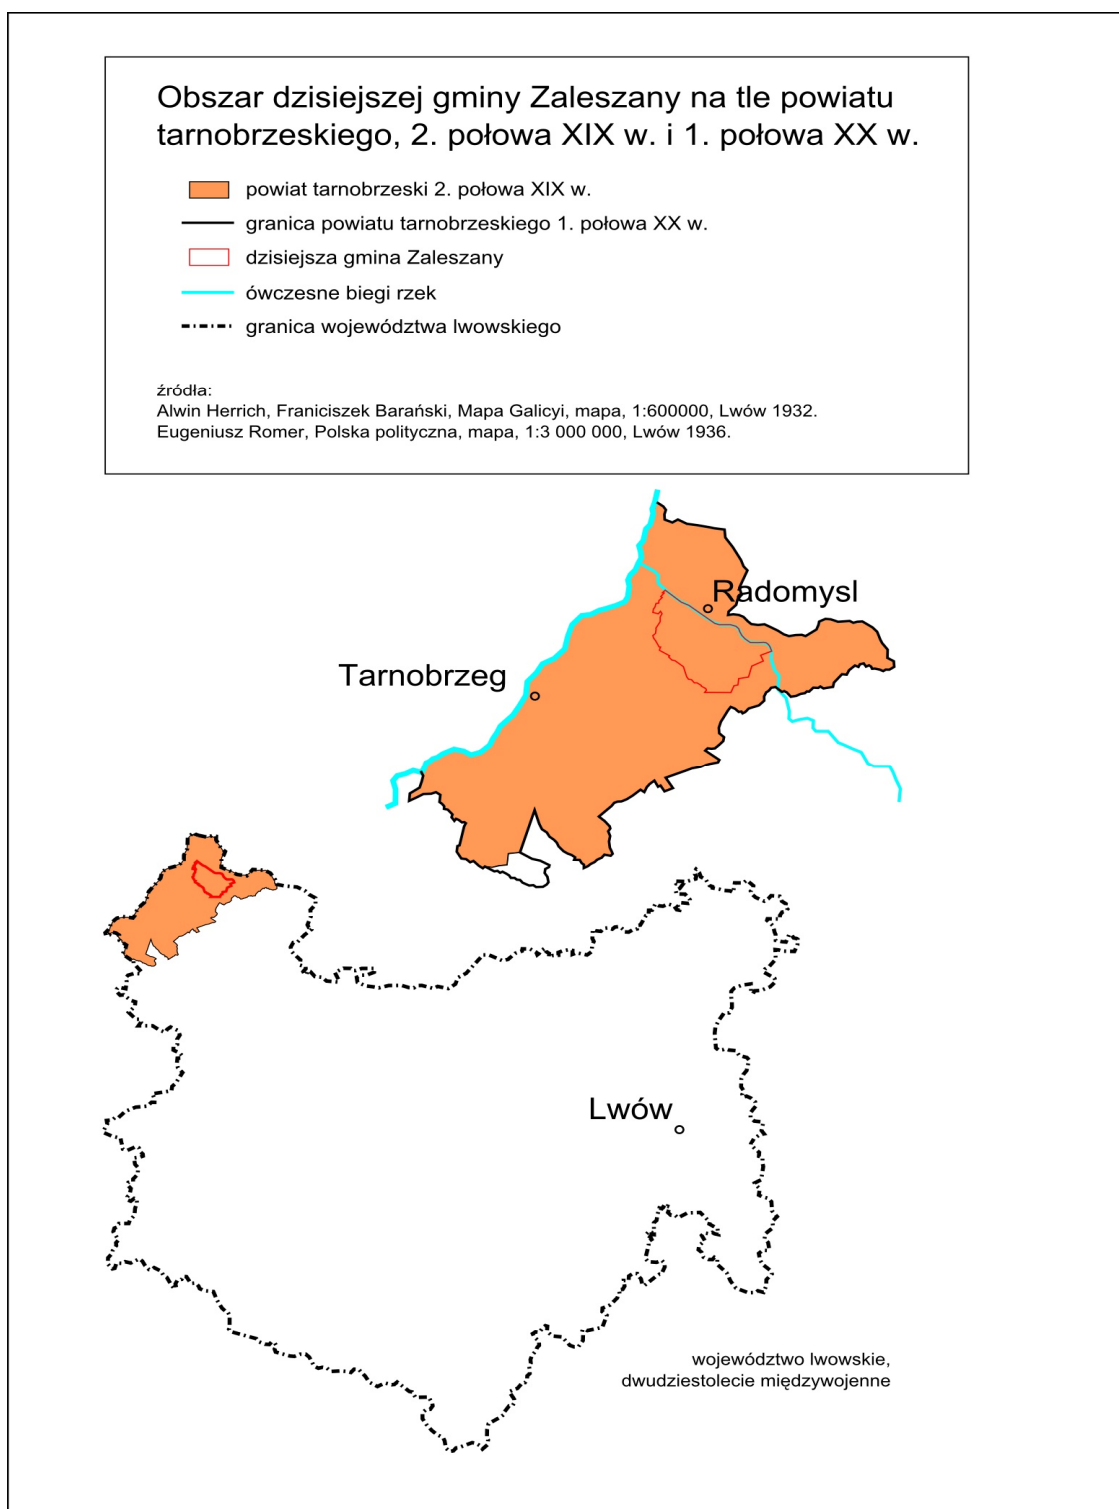 Obszar dzisiejszej gminy Zaleszany na tle powiatu
tarnobrzeskiego, 2. połowa XIX w. i 1. połowa XX w.
powiat tarnobrzeski 2. połowa XIX w.
granica powiatu tarnobrzeskiego 1. połowa XX w.
dzisiejsza gmina Zaleszany
ówczesne biegi rzek
granica województwa lwowskiego
źródła:
Alwin Herrich, Franiciszek Barański, Mapa Galicyi, mapa, 1:600000, Lwów 1932.
Eugeniusz Romer, Polska polityczna, mapa, 1:3 000 000, Lwów 1936.
Radomysl
Tarnobrzeg
Lwów
województwo lwowskie,
dwudziestolecie międzywojenne